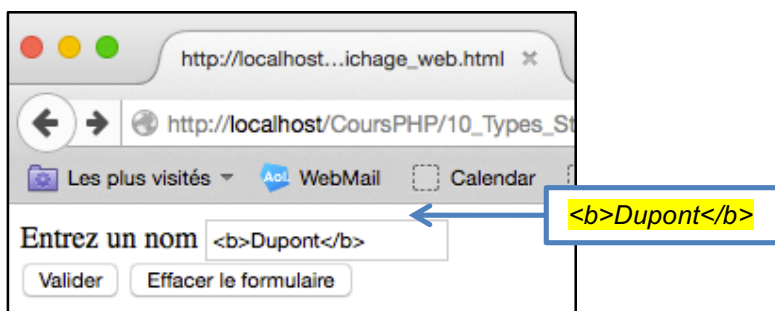 http://localhost...ichage_web.html
http://localhost/CoursPHP/10_Types_St
Les plus visités AOL WebMail Calendar
<b>Dupont</b>
Entrez un nom <b>Dupont</b>
Valider Effacer le formulaire